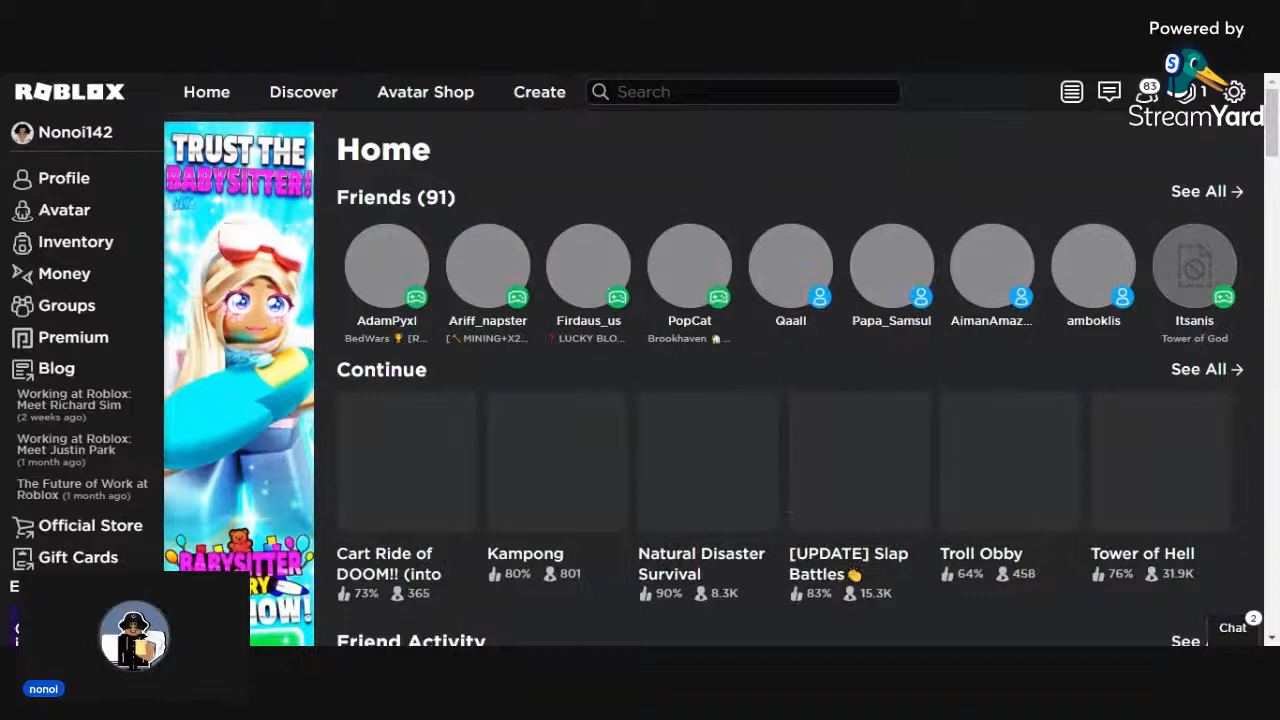 Powered by
StreamYard
ROBLOX
Home
Discover
Avatar Shop
Create
Search
83
1
Nonoi142
Profile
Avatar
Inventory
Money
Groups
Premium
Blog
Working at Roblox:
Meet Richard Sim
(2 weeks ago)
Working at Roblox:
Meet Justin Park
(1 month ago)
The Future of Work at
Roblox (1 month ago)
Official Store
Gift Cards
TRUST THE
BABYSITTER!
BABYSITTER
Home
Friends (91)
See All →
AdamPyxl
BedWars 🏆 [R...
Ariff_napster
[🔨MINING+X2...
Firdaus_us
❓ LUCKY BLO...
PopCat
Brookhaven 🏠...
Qaall
Papa_Samsul
AimanAmaz...
amboklis
Itsanis
Tower of God
Continue
See All →
Cart Ride of
DOOM!! (into
73% 365
Kampong
80% 801
Natural Disaster
Survival
90% 8.3K
[UPDATE] Slap
Battles👏
83% 15.3K
Troll Obby
64% 458
Tower of Hell
76% 31.9K
Friend Activity
See
Chat
2
nonoi